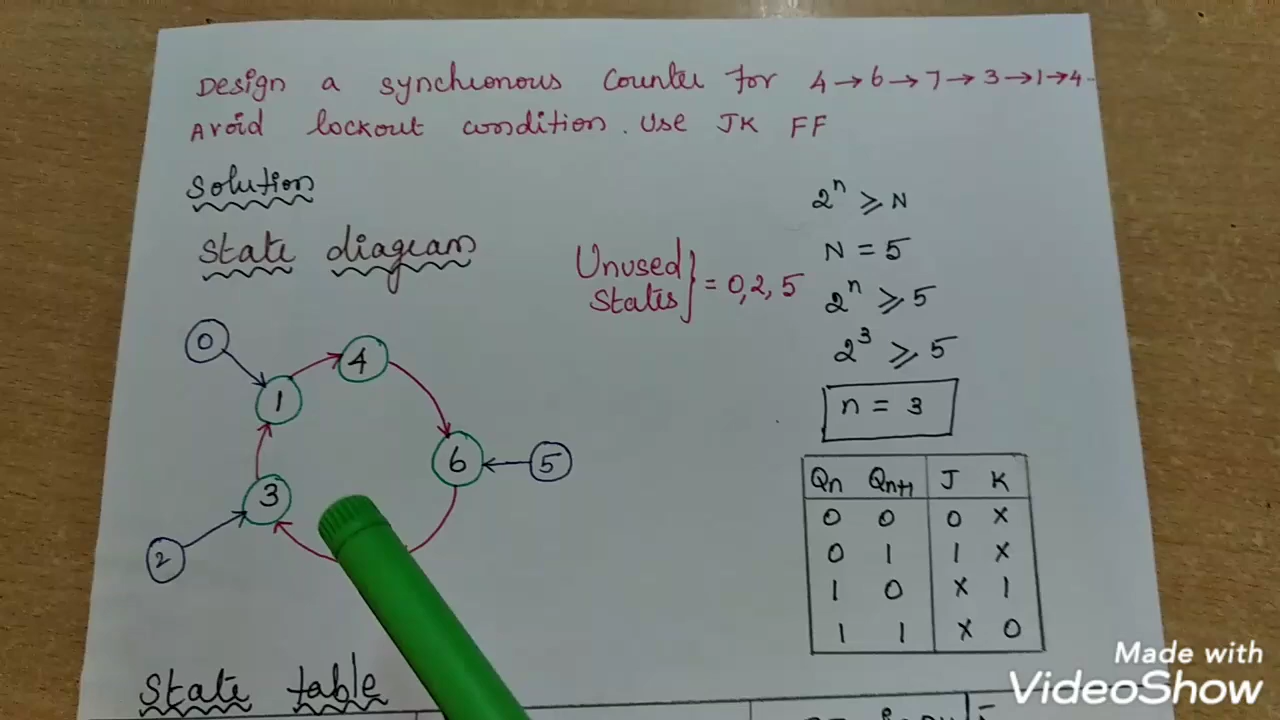 Design a synchronous counter for 4→6→7→3→1→4..
Avoid lockout condition. Use JK FF
Solution
State diagram
Unused States } = 0,2,5
2ⁿ ≥ N
N = 5
2ⁿ ≥ 5
2³ ≥ 5
n = 3
0
1
4
6
5
3
2
Qn Qn+1 J K
0 0 0 X
0 1 1 X
1 0 X 1
1 1 X 0
State table
Made with
VideoShow